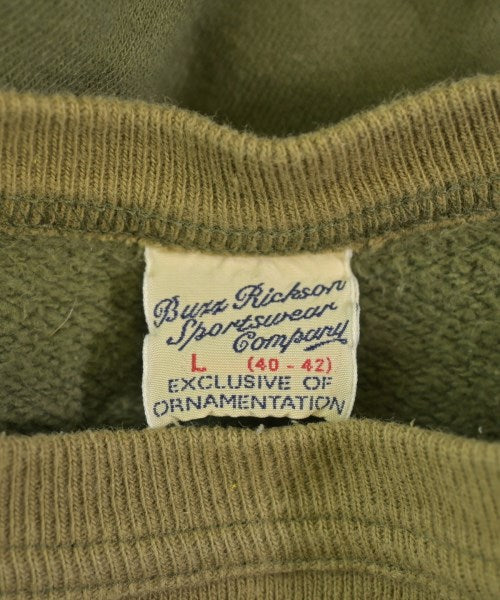 Buzz Rickson
Sportswear
Company
L (40 - 42)
EXCLUSIVE OF
ORNAMENTATION